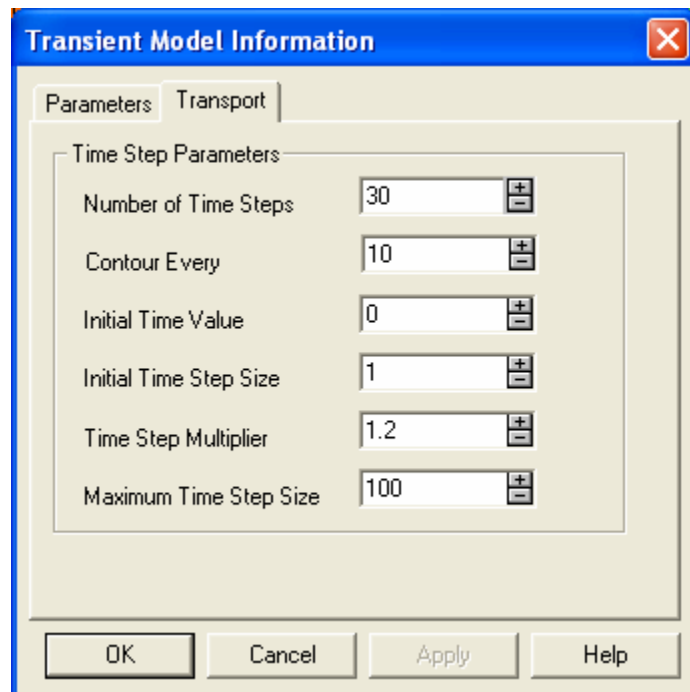 Transient Model Information
Parameters Transport
Time Step Parameters
Number of Time Steps 30
Contour Every 10
Initial Time Value 0
Initial Time Step Size 1
Time Step Multiplier 1.2
Maximum Time Step Size 100
OK Cancel Apply Help